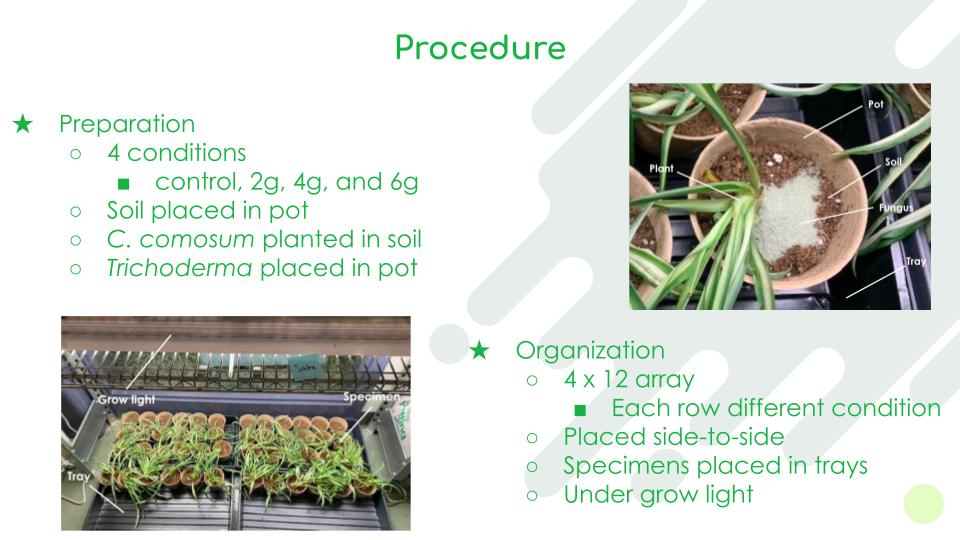 Procedure
★ Preparation
○ 4 conditions
■ control, 2g, 4g, and 6g
○ Soil placed in pot
○ C. comosum planted in soil
○ Trichoderma placed in pot
Pot
Soil
Plant
Fungus
Tray
Grow light
Specimen
Tray
★ Organization
○ 4 x 12 array
■ Each row different condition
○ Placed side-to-side
○ Specimens placed in trays
○ Under grow light